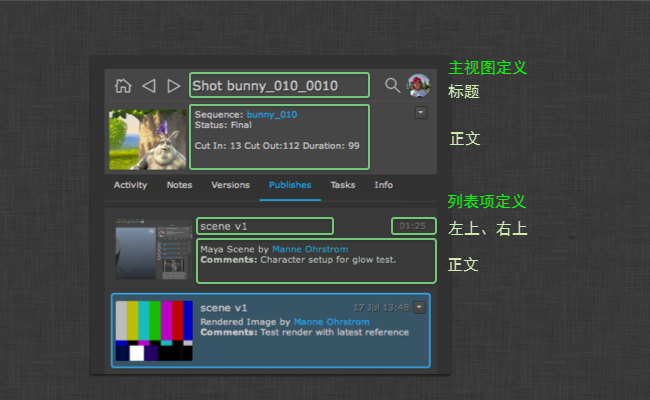 主视图定义
Shot bunny_010_0010
标题
Sequence: bunny_010
Status: Final
正文
Cut In: 13 Cut Out:112 Duration: 99
Activity Notes Versions Publishes Tasks Info
列表项定义
scene v1 01:25
左上、右上
Maya Scene by Manne Ohrstrom
Comments: Character setup for glow test.
正文
scene v1 17 Jul 13:48
Rendered Image by Manne Ohrstrom
Comments: Test render with latest reference